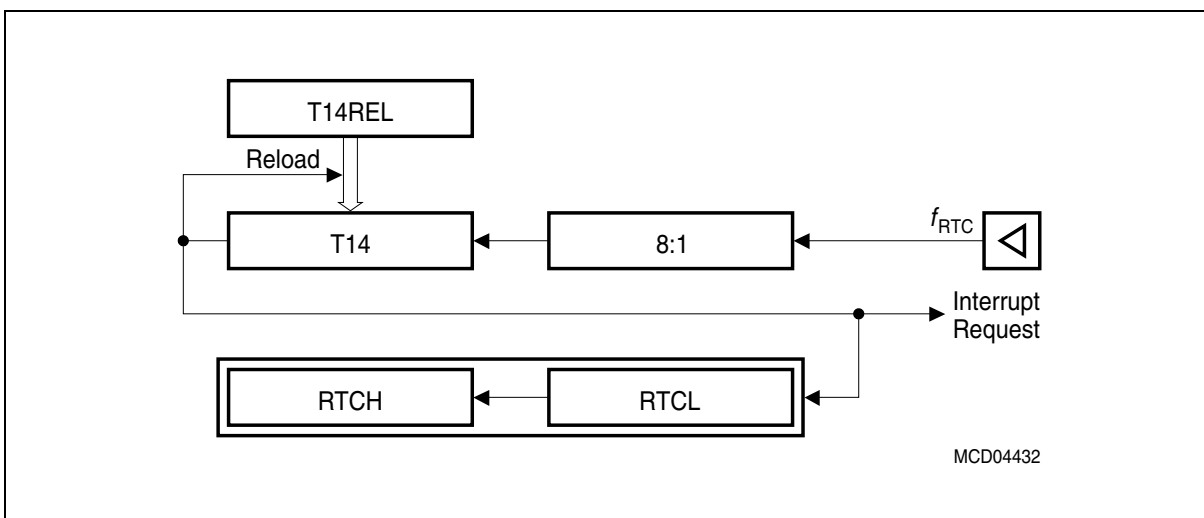 T14REL
Reload
T14
8:1
fRTC
Interrupt
Request
RTCH
RTCL
MCD04432